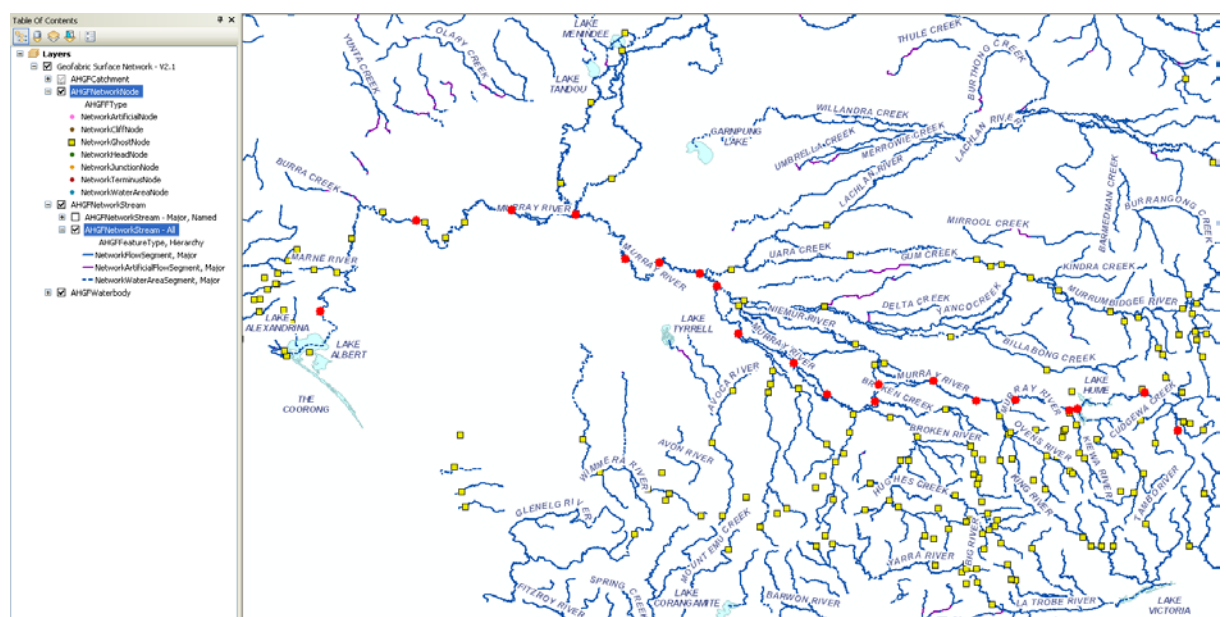 Table Of Contents
Layers
Geofabric Surface Network - V2.1
AHGFCatchment
AHGFNetworkNode
AHGFFType
NetworkArtificialNode
NetworkCliffNode
NetworkGhostNode
NetworkHeadNode
NetworkJunctionNode
NetworkTerminusNode
NetworkWaterAreaNode
AHGFNetworkStream
AHGFNetworkStream - Major, Named
AHGFNetworkStream - All
AHGFFeatureType, Hierarchy
NetworkFlowSegment, Major
NetworkArtificialFlowSegment, Major
NetworkWaterAreaSegment, Major
AHGFWaterbody
YUNTA CREEK
OLARY CREEK
LAKE
MENINDEE
LAKE
TANDOU
THULE CREEK
BURTHONG CREEK
WILLANDRA CREEK
GARNPUNG
LAKE
UMBRELLA CREEK
MERROWIE CREEK
LACHLAN RIVER
LACHLAN RIVER
BURRA CREEK
MURRAY RIVER
MIRROOL CREEK
BARMEDMAN CREEK
BURRANGONG CREEK
MARNE RIVER
MURRAY RIVER
UARA CREEK
GUM CREEK
KINDRA CREEK
DELTA CREEK
YANCO CREEK
MURRUMBIDGEE RIVER
LAKE
ALEXANDRINA
LAKE
ALBERT
LAKE
TYRRELL
NIEMUR RIVER
MURRAY RIVER
BILLABONG CREEK
THE
COORONG
AVOCA RIVER
MURRAY RIVER
BROKEN CREEK
MURRAY RIVER
LAKE
HUME
CUDGEWA CREEK
BROKEN RIVER
OVENS RIVER
KIEWA RIVER
AVON RIVER
WIMMERA RIVER
HUGHES CREEK
KING RIVER
TAMBO RIVER
GLENELG RIVER
MOUNT EMU CREEK
BIG RIVER
YARRA RIVER
FITZROY RIVER
SPRING CREEK
LAKE
CORANGAMITE
BARWON RIVER
LA TROBE RIVER
LAKE
VICTORIA